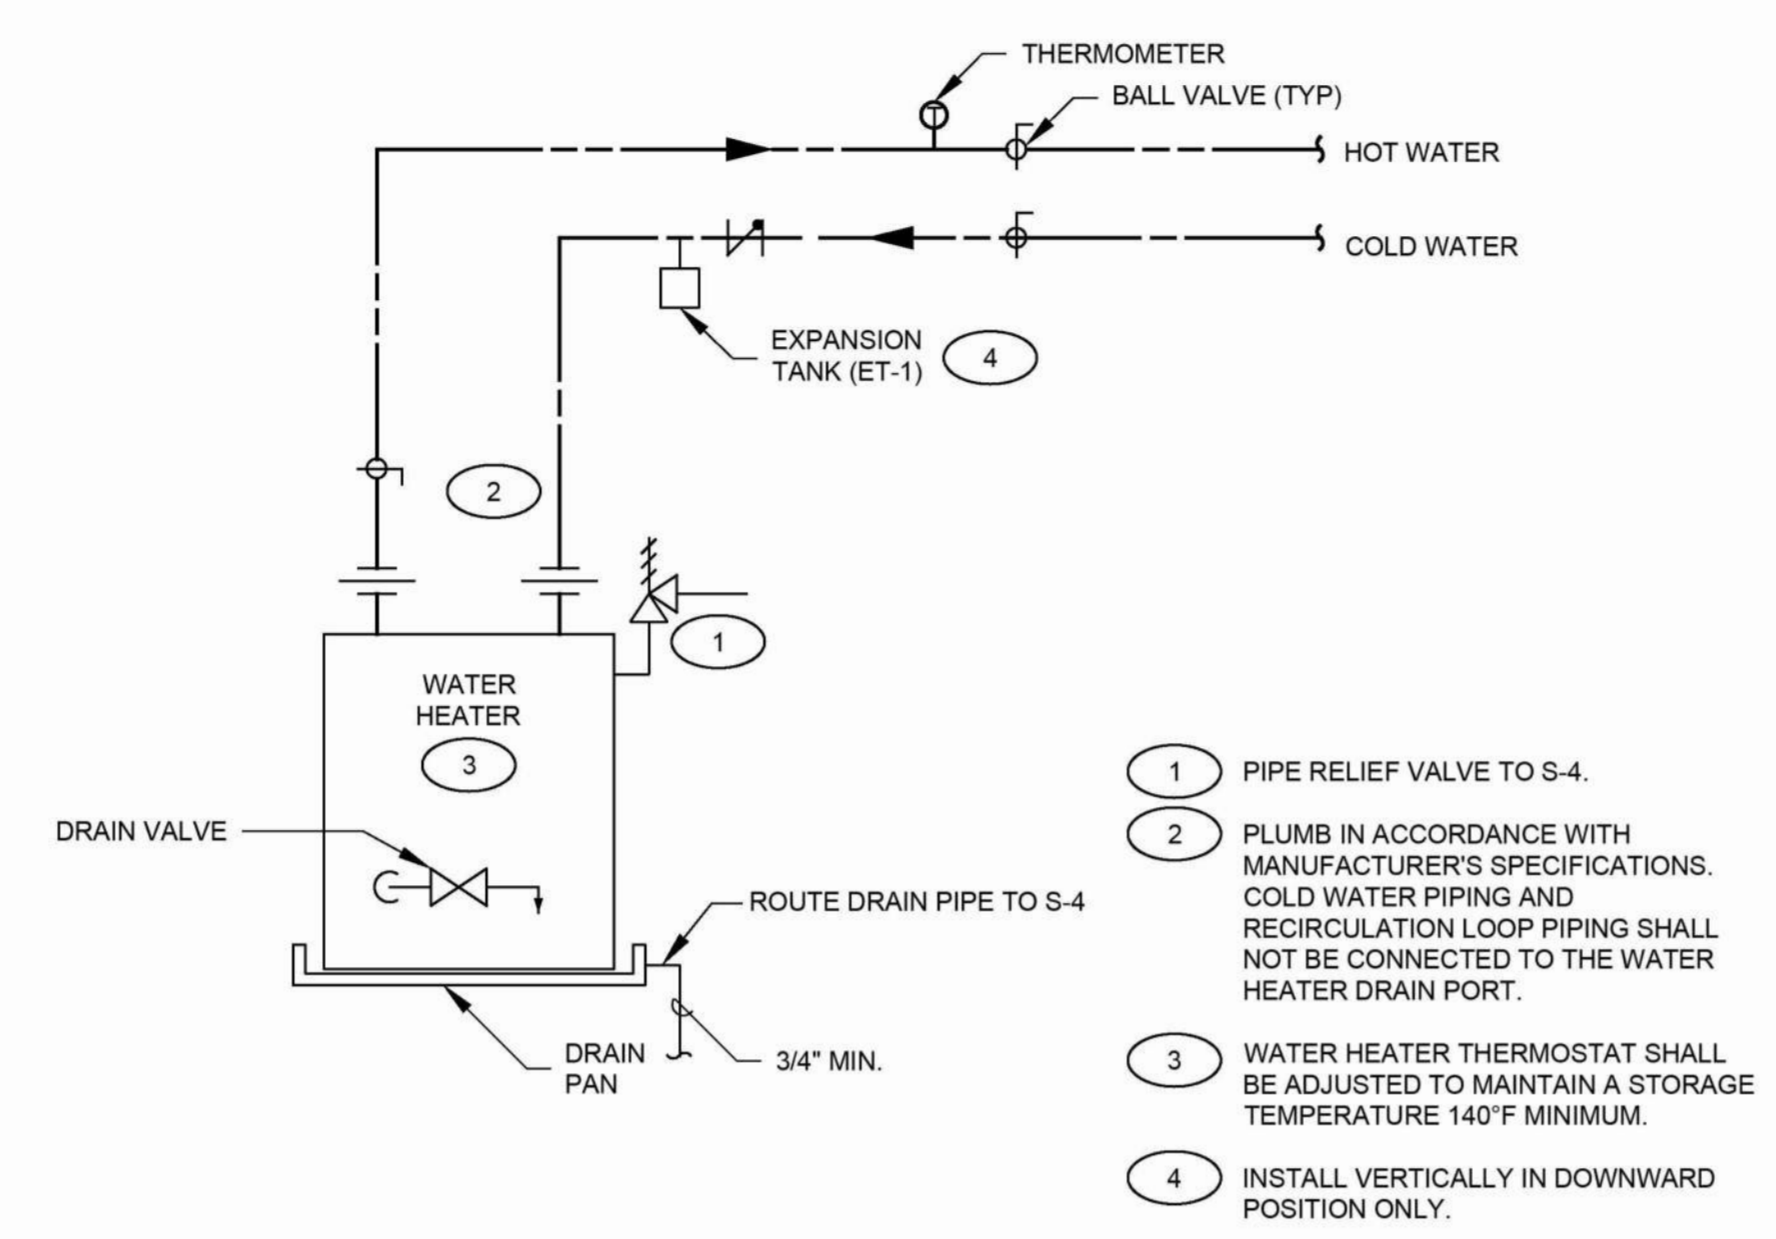 THERMOMETER
BALL VALVE (TYP)
HOT WATER
COLD WATER
EXPANSION
TANK (ET-1)
4
2
1
WATER
HEATER
3
DRAIN VALVE
ROUTE DRAIN PIPE TO S-4
DRAIN
PAN
3/4" MIN.
1 PIPE RELIEF VALVE TO S-4.
2 PLUMB IN ACCORDANCE WITH
MANUFACTURER'S SPECIFICATIONS.
COLD WATER PIPING AND
RECIRCULATION LOOP PIPING SHALL
NOT BE CONNECTED TO THE WATER
HEATER DRAIN PORT.
3 WATER HEATER THERMOSTAT SHALL
BE ADJUSTED TO MAINTAIN A STORAGE
TEMPERATURE 140°F MINIMUM.
4 INSTALL VERTICALLY IN DOWNWARD
POSITION ONLY.